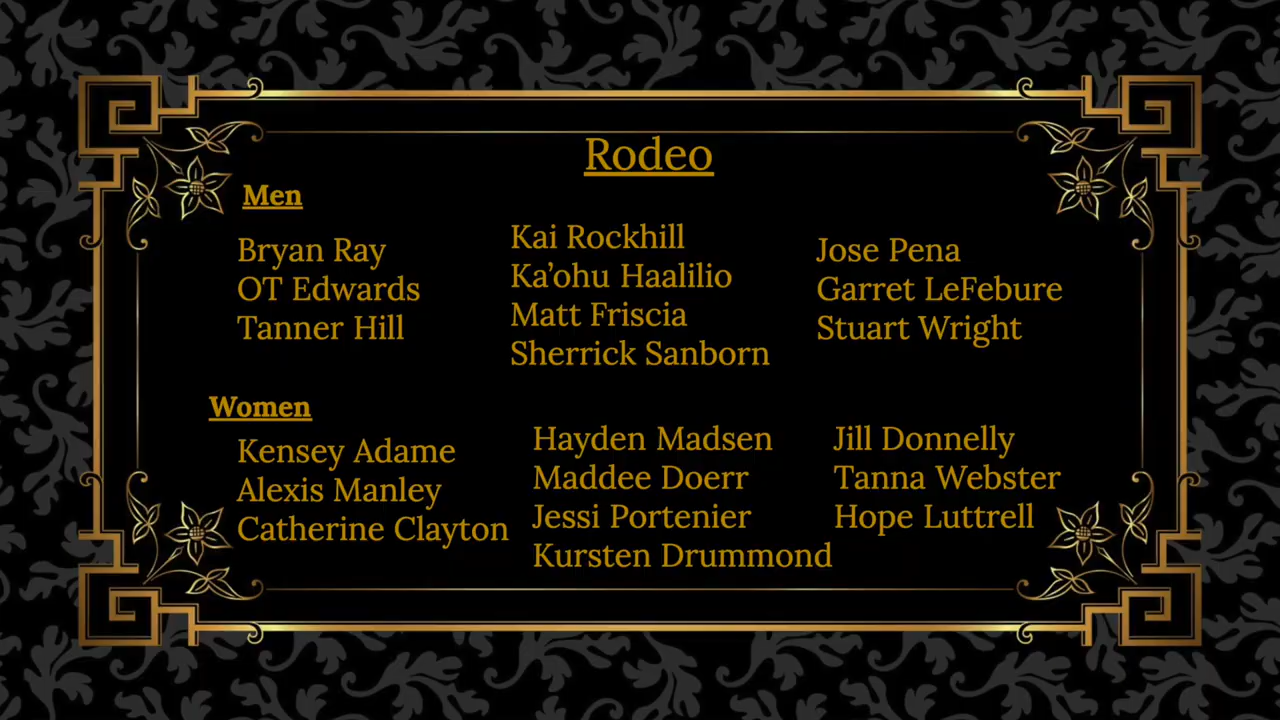 Rodeo
Men
Bryan Ray
OT Edwards
Tanner Hill
Kai Rockhill
Ka’ohu Haalilio
Matt Friscia
Sherrick Sanborn
Jose Pena
Garret LeFebure
Stuart Wright
Women
Kensey Adame
Alexis Manley
Catherine Clayton
Hayden Madsen
Maddee Doerr
Jessi Portenier
Kursten Drummond
Jill Donnelly
Tanna Webster
Hope Luttrell